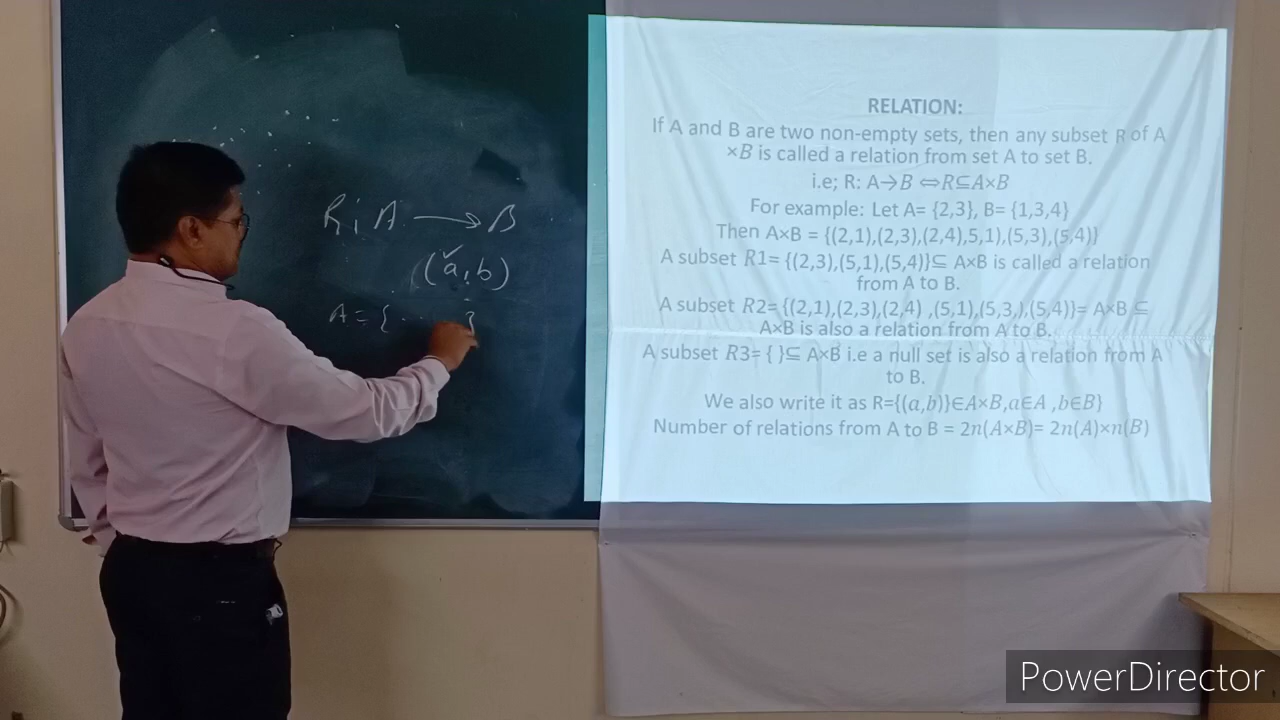 R : A → B
(a, b)
A = { . . . . }
RELATION:
If A and B are two non-empty sets, then any subset R of A
×B is called a relation from set A to set B.
i.e; R: A→B ⇔R⊆A×B
For example: Let A= {2,3}, B= {1,3,4}
Then A×B = {(2,1),(2,3),(2,4),5,1),(5,3),(5,4)}
A subset R1= {(2,3),(5,1),(5,4)}⊆ A×B is called a relation
from A to B.
A subset R2={(2,1),(2,3),(2,4) ,(5,1),(5,3,),(5,4)}= A×B ⊆
A×B is also a relation from A to B.
A subset R3= { }⊆ A×B i.e a null set is also a relation from A
to B.
We also write it as R={(a,b)}∈A×B,a∈A ,b∈B}
Number of relations from A to B = 2n(A×B)= 2n(A)×n(B)
PowerDirector